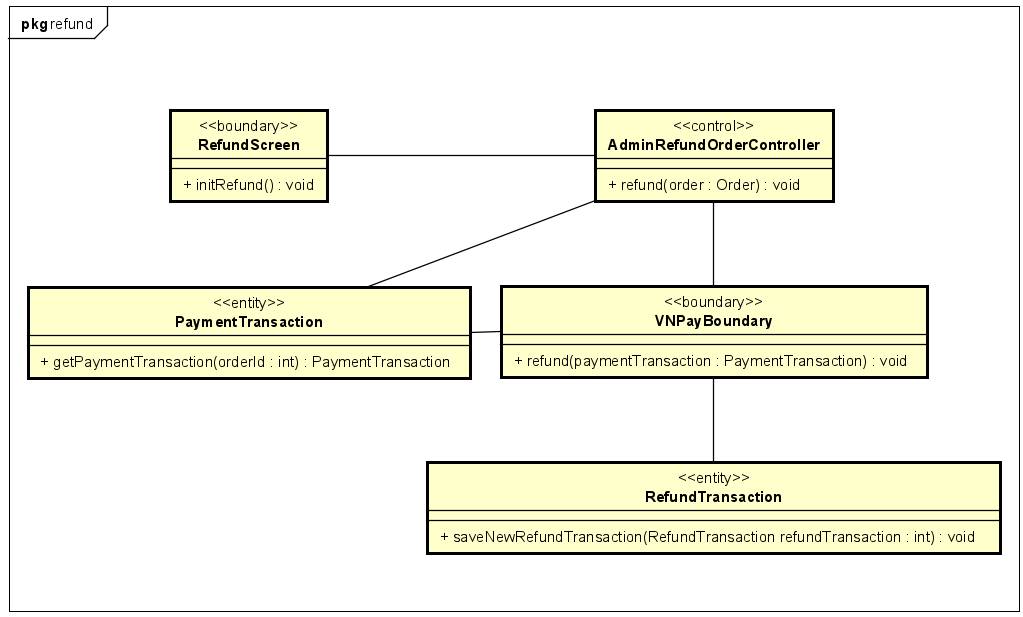 pkg refund
<<boundary>>
RefundScreen
+ initRefund() : void
<<control>>
AdminRefundOrderController
+ refund(order : Order) : void
<<entity>>
PaymentTransaction
+ getPaymentTransaction(orderId : int) : PaymentTransaction
<<boundary>>
VNPayBoundary
+ refund(paymentTransaction : PaymentTransaction) : void
<<entity>>
RefundTransaction
+ saveNewRefundTransaction(RefundTransaction refundTransaction : int) : void